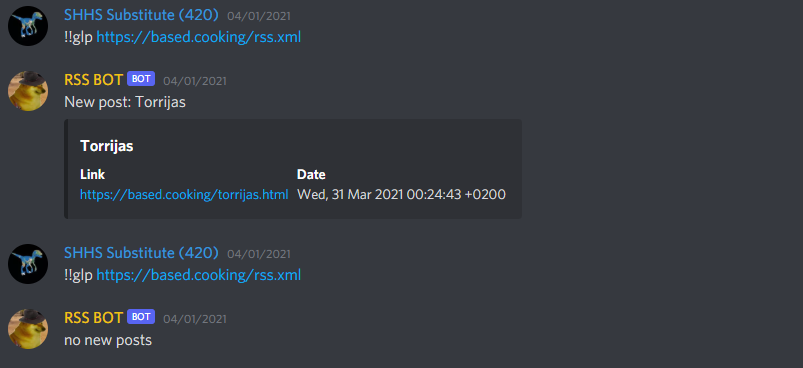 SHHS Substitute (420) 04/01/2021
!!glp https://based.cooking/rss.xml
RSS BOT BOT 04/01/2021
New post: Torrijas
Torrijas
Link Date
https://based.cooking/torrijas.html Wed, 31 Mar 2021 00:24:43 +0200
SHHS Substitute (420) 04/01/2021
!!glp https://based.cooking/rss.xml
RSS BOT BOT 04/01/2021
no new posts